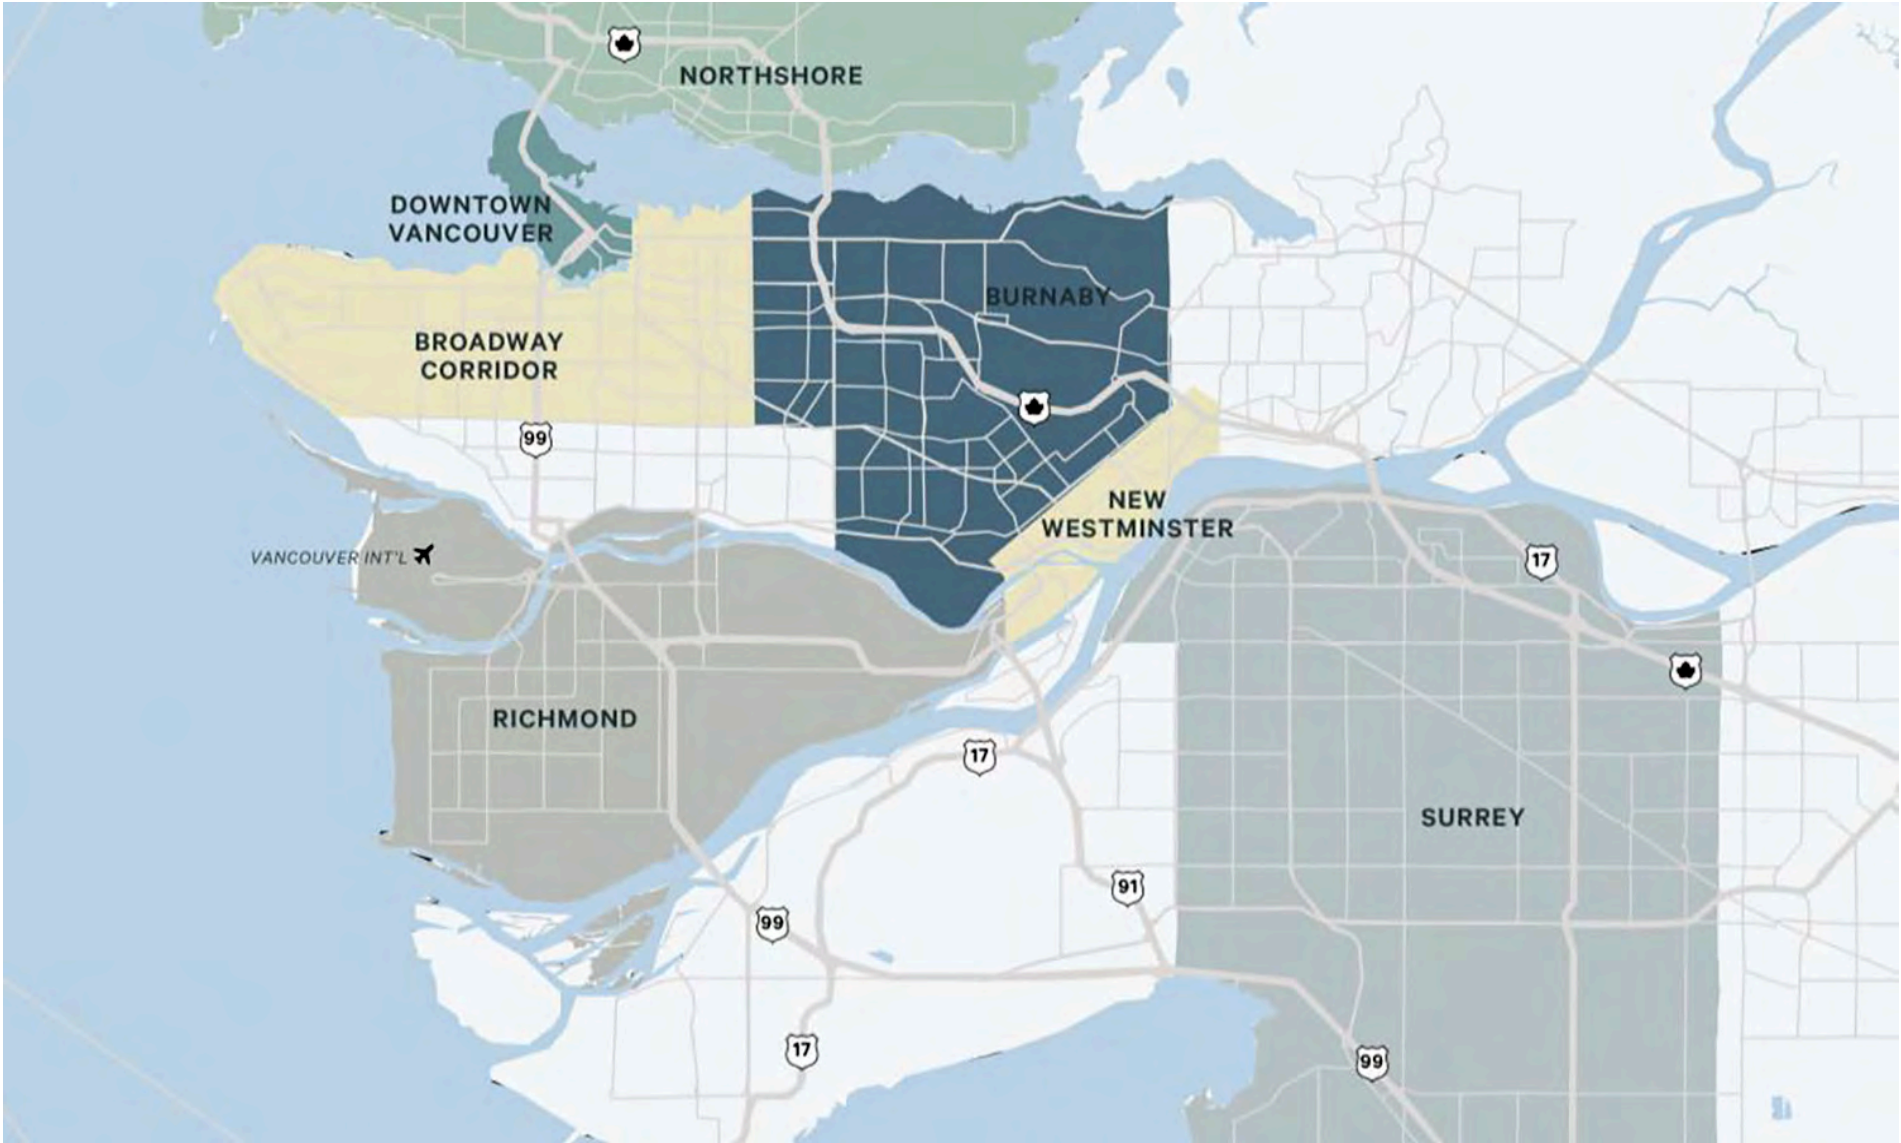 NORTHSHORE
DOWNTOWN
VANCOUVER
BURNABY
BROADWAY
CORRIDOR
99
NEW
WESTMINSTER
VANCOUVER INT'L
17
RICHMOND
17
SURREY
91
99
17
99